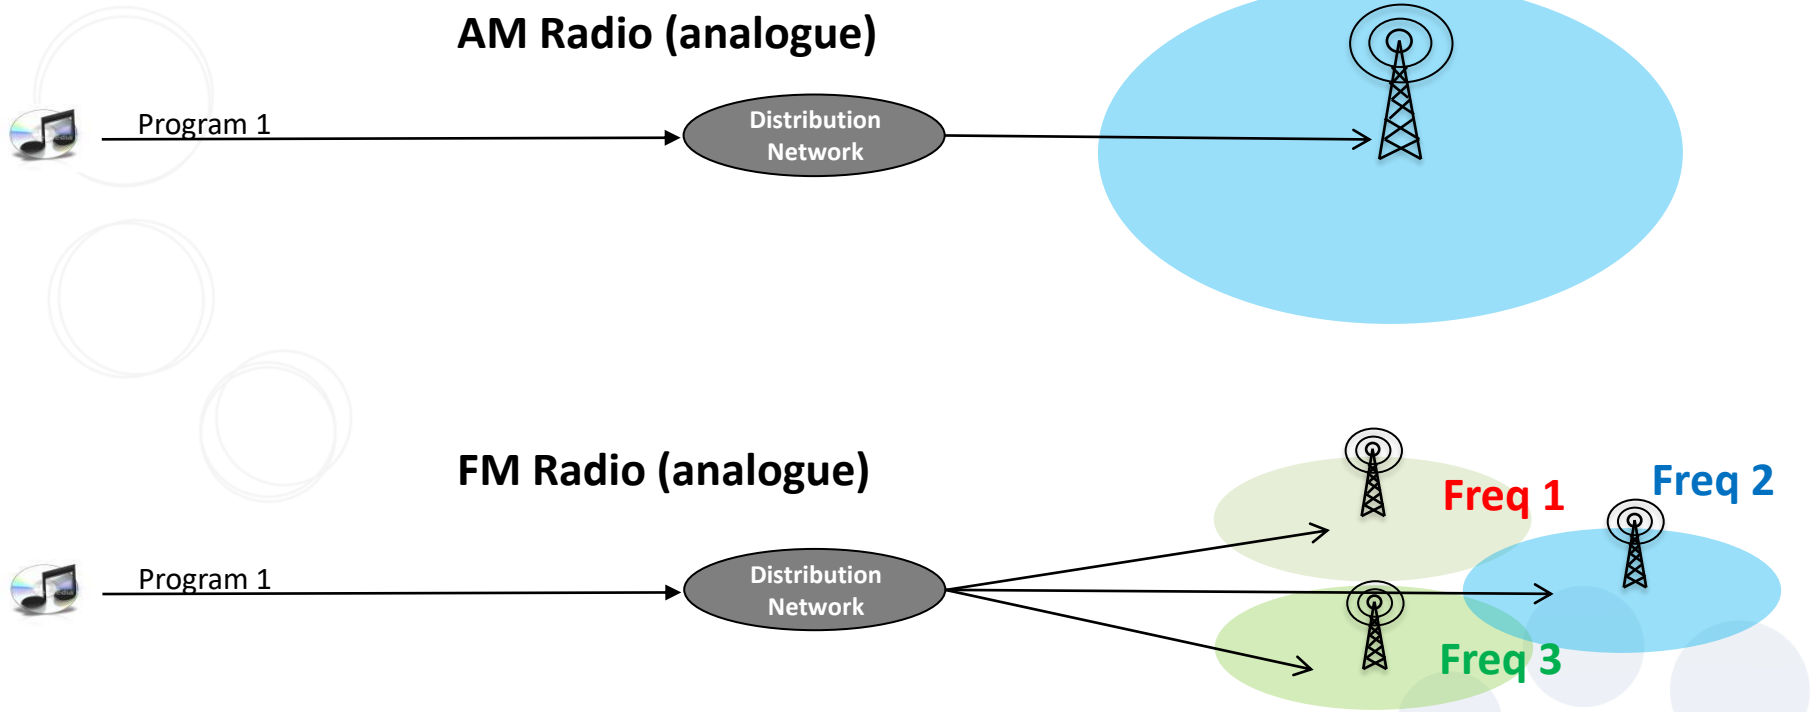 AM Radio (analogue)
Program 1
Distribution
Network
FM Radio (analogue)
Freq 1
Freq 2
Program 1
Distribution
Network
Freq 3